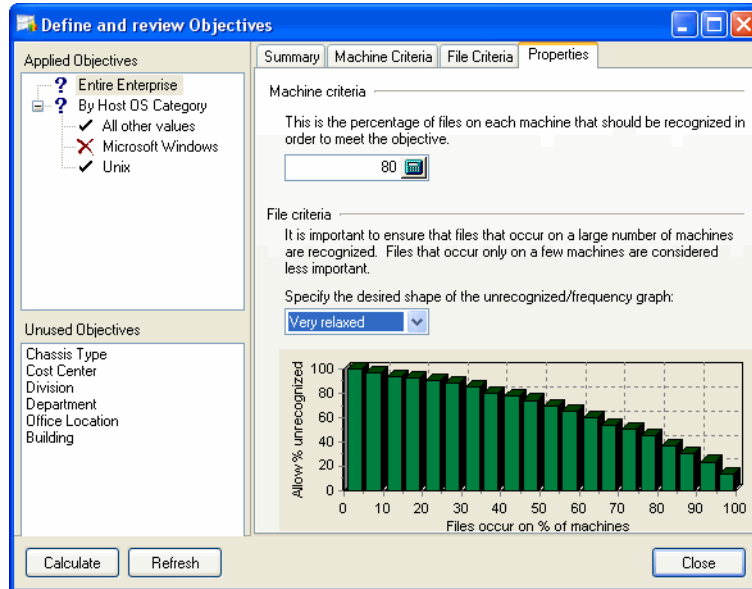 Define and review Objectives
Applied Objectives
? Entire Enterprise
? By Host OS Category
All other values
Microsoft Windows
Unix
Unused Objectives
Chassis Type
Cost Center
Division
Department
Office Location
Building
Summary
Machine Criteria
File Criteria
Properties
Machine criteria
This is the percentage of files on each machine that should be recognized in
order to meet the objective.
80
File criteria
It is important to ensure that files that occur on a large number of machines
are recognized. Files that occur only on a few machines are considered
less important.
Specify the desired shape of the unrecognized/frequency graph:
Very relaxed
Allow % unrecognized
100
80
60
40
20
0
0 10 20 30 40 50 60 70 80 90 100
Files occur on % of machines
Calculate
Refresh
Close